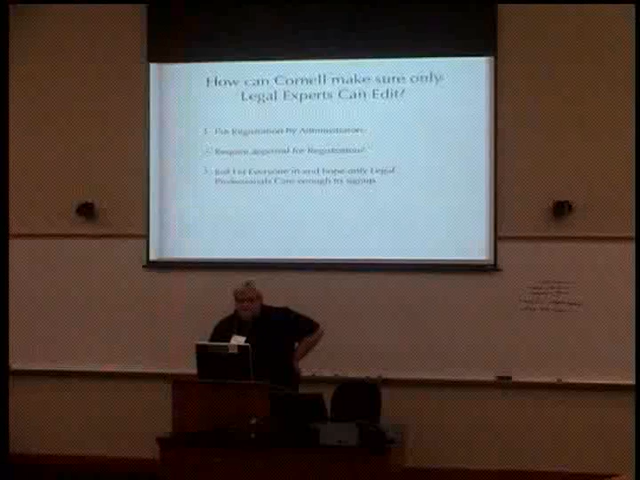 How can Cornell make sure only
Legal Experts Can Edit?
1. For Registration by Administrators
2. Require approval for Registration?
3. Just Let Everyone in and hope only Legal
Professionals Care enough to signup